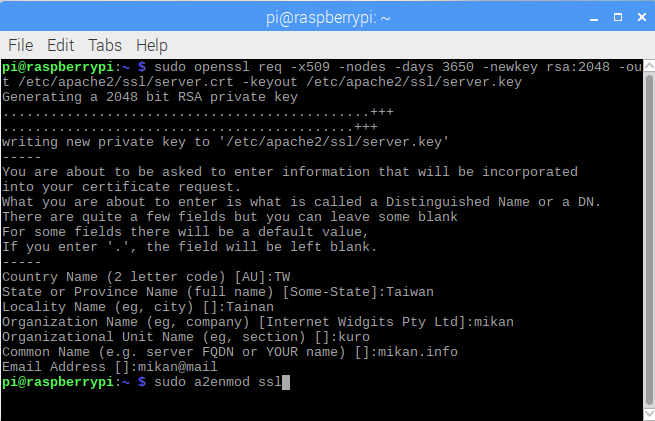 pi@raspberrypi: ~
File Edit Tabs Help
pi@raspberrypi:~ $ sudo openssl req -x509 -nodes -days 3650 -newkey rsa:2048 -ou
t /etc/apache2/ssl/server.crt -keyout /etc/apache2/ssl/server.key
Generating a 2048 bit RSA private key
..............................................+++
............................................+++
writing new private key to '/etc/apache2/ssl/server.key'
-----
You are about to be asked to enter information that will be incorporated
into your certificate request.
What you are about to enter is what is called a Distinguished Name or a DN.
There are quite a few fields but you can leave some blank
For some fields there will be a default value,
If you enter '.', the field will be left blank.
-----
Country Name (2 letter code) [AU]:TW
State or Province Name (full name) [Some-State]:Taiwan
Locality Name (eg, city) []:Tainan
Organization Name (eg, company) [Internet Widgits Pty Ltd]:mikan
Organizational Unit Name (eg, section) []:kuro
Common Name (e.g. server FQDN or YOUR name) []:mikan.info
Email Address []:mikan@mail
pi@raspberrypi:~ $ sudo a2enmod ssl